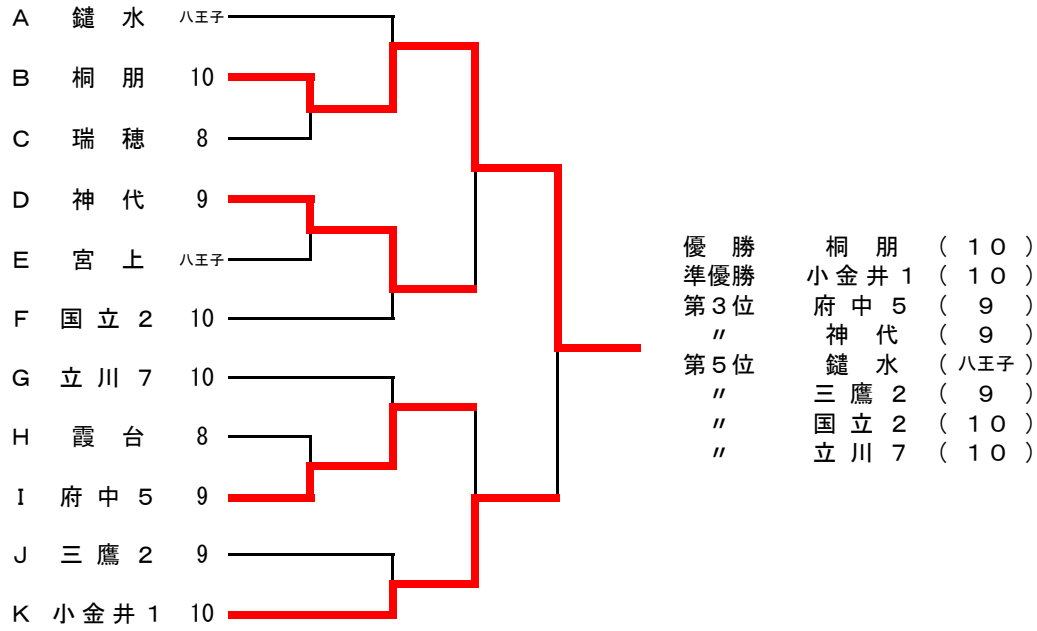 A 鑓水 八王子
B 桐朋 10
C 瑞穂 8
D 神代 9
E 宮上 八王子
F 国立2 10
G 立川7 10
H 霞台 8
I 府中5 9
J 三鷹2 9
K 小金井1 10
優勝 桐朋 (10)
準優勝 小金井1 (10)
第3位 府中5 (9)
〃 神代 (9)
第5位 鑓水 (八王子)
〃 三鷹2 (9)
〃 国立2 (10)
〃 立川7 (10)